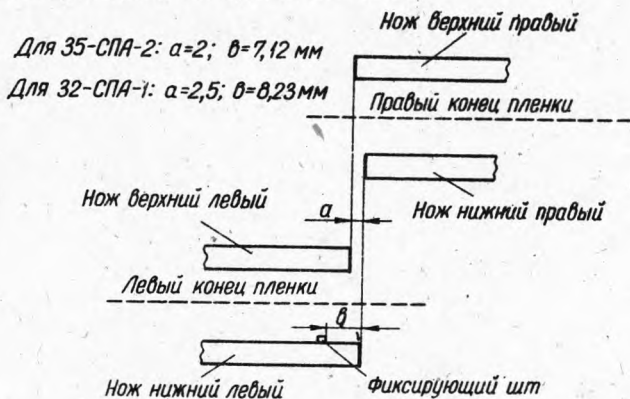 Для 35-СПА-2: а=2; в=7,12 мм
Для 32-СПА-1: а=2,5; в=8,23 мм
Нож верхний правый
Правый конец пленки
Нож нижний правый
а
Нож верхний левый
Левый конец пленки
в
Нож нижний левый
Фиксирующий шт